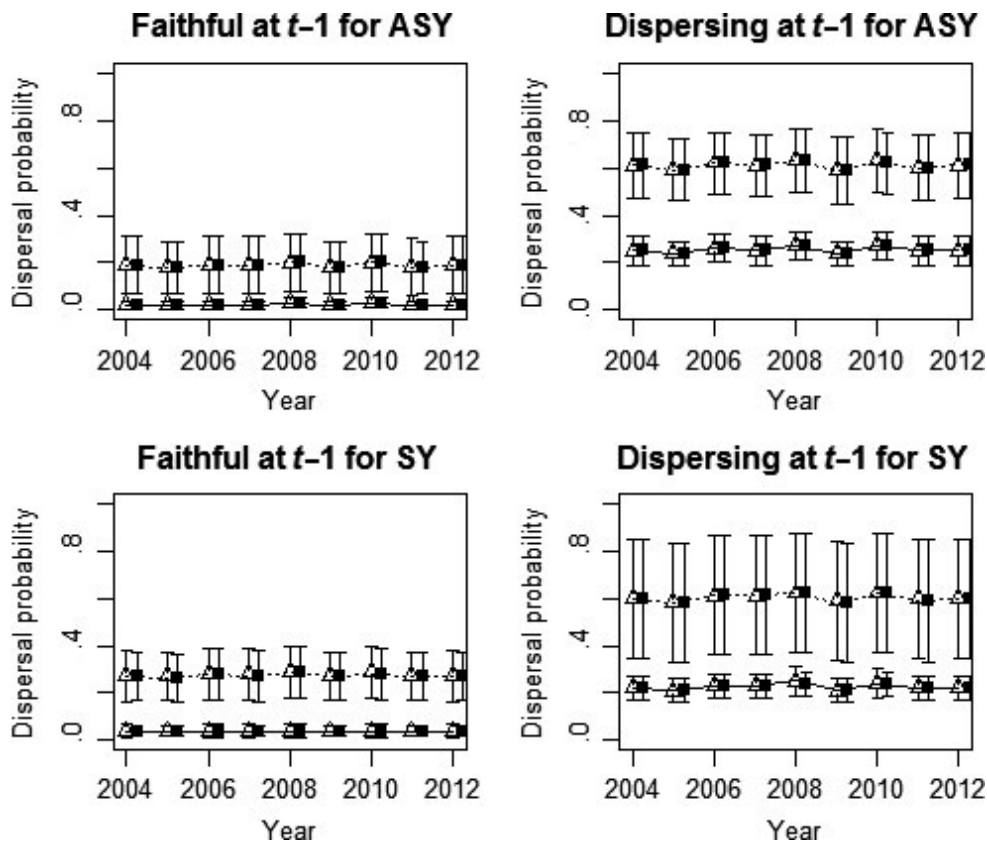 Faithful at t–1 for ASY
Dispersal probability
.8
.4
.0
2004 2006 2008 2010 2012
Year
Dispersing at t–1 for ASY
Dispersal probability
.8
.4
.0
2004 2006 2008 2010 2012
Year
Faithful at t–1 for SY
Dispersal probability
.8
.4
.0
2004 2006 2008 2010 2012
Year
Dispersing at t–1 for SY
Dispersal probability
.8
.4
.0
2004 2006 2008 2010 2012
Year